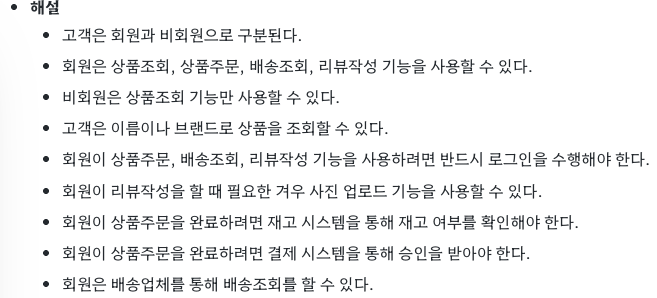 해설
고객은 회원과 비회원으로 구분된다.
회원은 상품조회, 상품주문, 배송조회, 리뷰작성 기능을 사용할 수 있다.
비회원은 상품조회 기능만 사용할 수 있다.
고객은 이름이나 브랜드로 상품을 조회할 수 있다.
회원이 상품주문, 배송조회, 리뷰작성 기능을 사용하려면 반드시 로그인을 수행해야 한다.
회원이 리뷰작성을 할 때 필요한 겨우 사진 업로드 기능을 사용할 수 있다.
회원이 상품주문을 완료하려면 재고 시스템을 통해 재고 여부를 확인해야 한다.
회원이 상품주문을 완료하려면 결제 시스템을 통해 승인을 받아야 한다.
회원은 배송업체를 통해 배송조회를 할 수 있다.